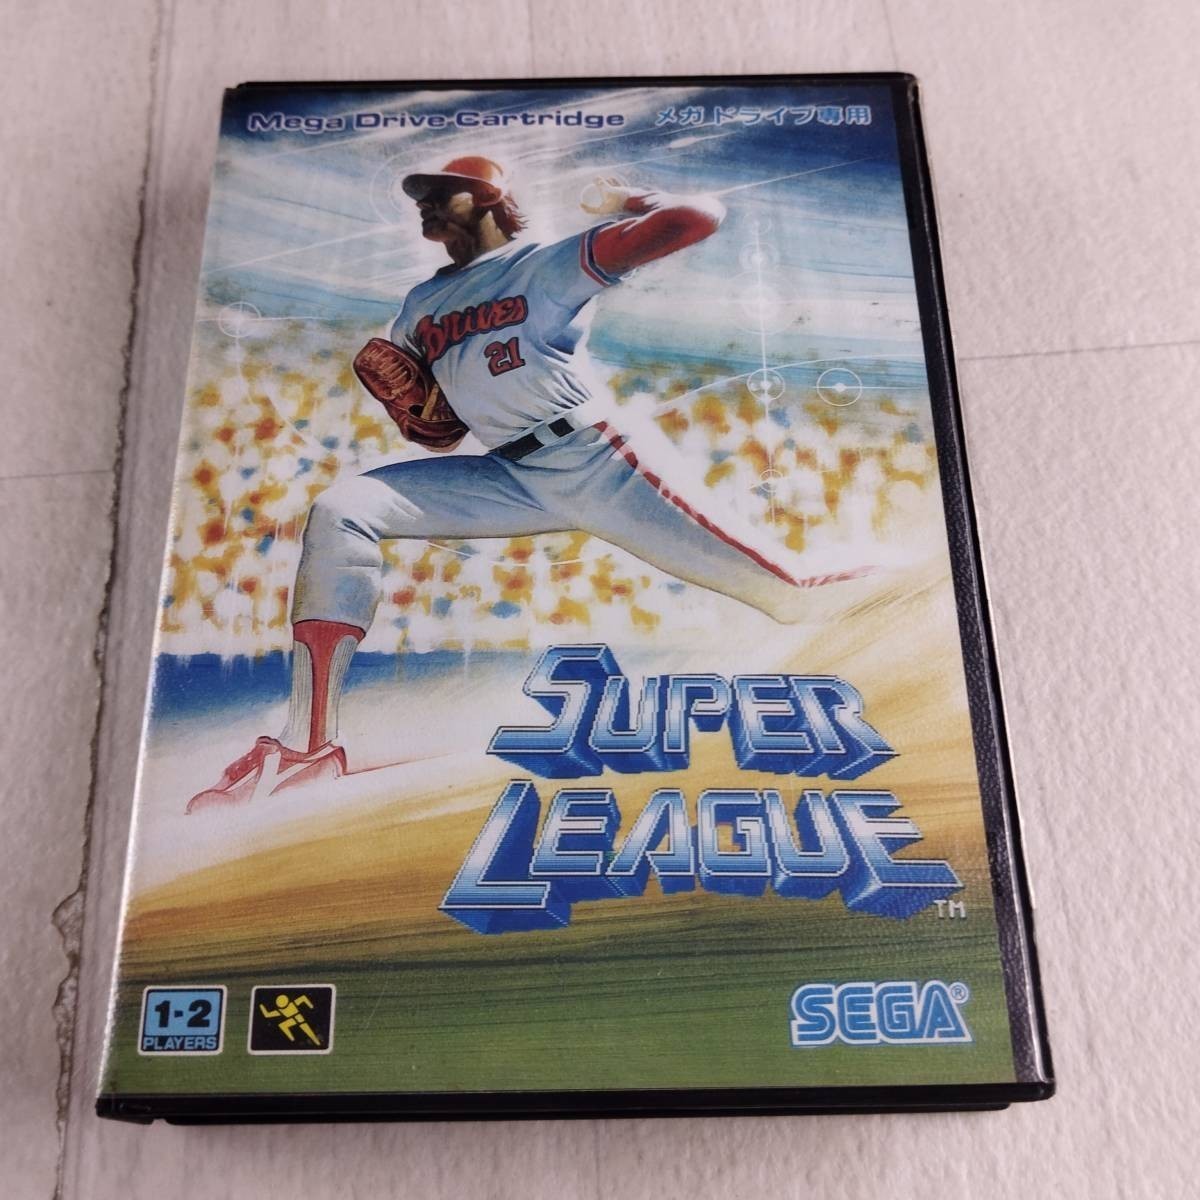 Mega Drive Cartridge メガドライブ専用
Drives
21
SUPER
LEAGUE
TM
1-2
PLAYERS
SEGA®